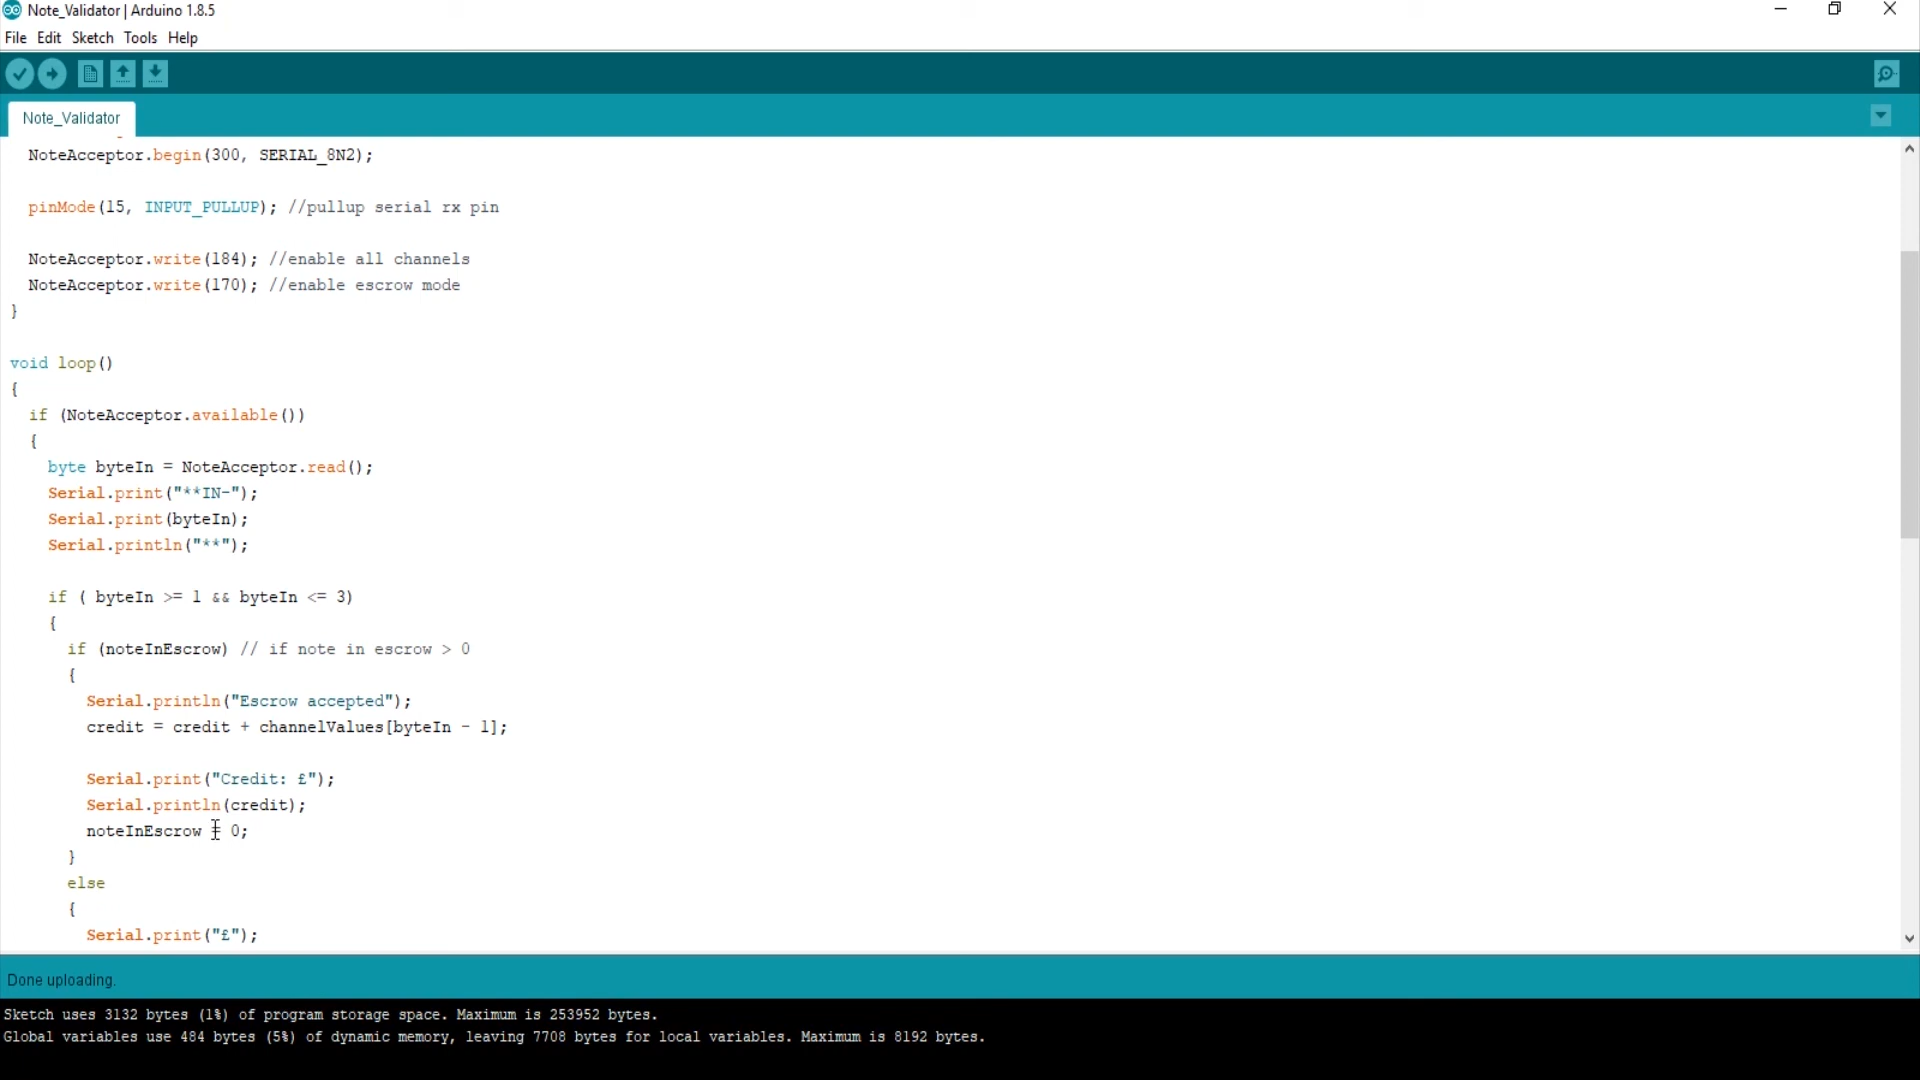 Note_Validator | Arduino 1.8.5
File Edit Sketch Tools Help
Note_Validator
NoteAcceptor.begin(300, SERIAL_8N2);
pinMode(15, INPUT_PULLUP); //pullup serial rx pin
NoteAcceptor.write(184); //enable all channels
NoteAcceptor.write(170); //enable escrow mode
}
void loop()
{
if (NoteAcceptor.available())
{
byte byteIn = NoteAcceptor.read();
Serial.print("**IN-");
Serial.print(byteIn);
Serial.println("**");
if ( byteIn >= 1 && byteIn <= 3)
{
if (noteInEscrow) // if note in escrow > 0
{
Serial.println("Escrow accepted");
credit = credit + channelValues[byteIn - 1];
Serial.print("Credit: £");
Serial.println(credit);
noteInEscrow = 0;
}
else
{
Serial.print("£");
Done uploading.
Sketch uses 3132 bytes (1%) of program storage space. Maximum is 253952 bytes.
Global variables use 484 bytes (5%) of dynamic memory, leaving 7708 bytes for local variables. Maximum is 8192 bytes.